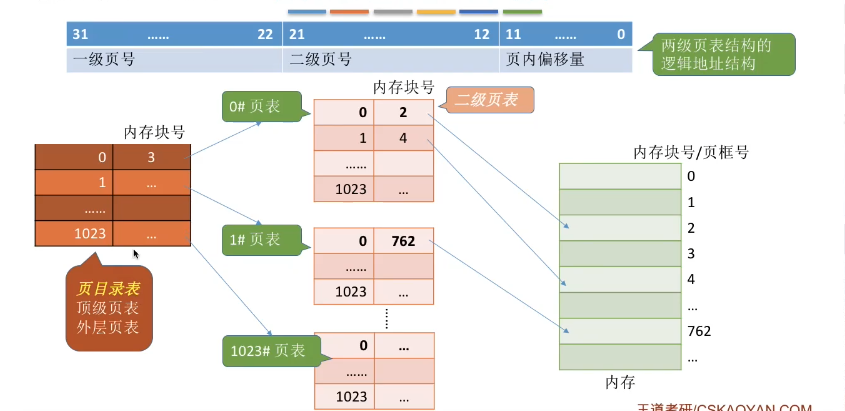 31 …… 22 21 …… 12 11 …… 0
一级页号 二级页号 页内偏移量
两级页表结构的
逻辑地址结构
内存块号
0# 页表
二级页表
0 2
1 4
……
1023 …
内存块号
0 3
1 …
……
1023 …
页目录表
顶级页表
外层页表
1# 页表
0 762
……
1023 …
……
1023# 页表
0 …
……
1023 …
内存块号/页框号
0
1
2
3
4
…
762
…
内存
王道考研/CSKAOYAN.COM